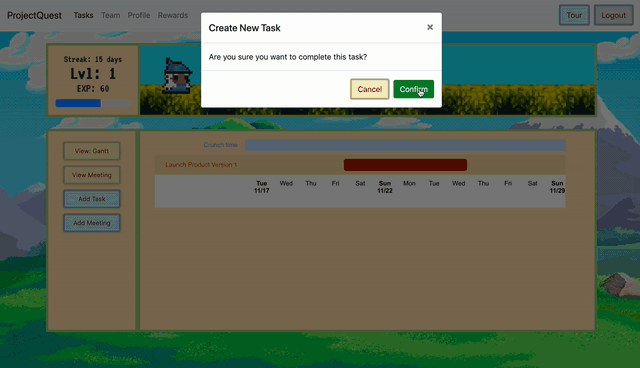 ProjectQuest Tasks Team Profile Rewards Tour Logout
Create New Task ×
Are you sure you want to complete this task?
Cancel Confirm
Streak: 15 days
Lvl: 1
EXP: 60
View: Gantt
View Meeting
Add Task
Add Meeting
Crunch time
Launch Product Version 1
Tue Wed Thu Fri Sat Sun Mon Tue Wed Thu Fri Sat Sun
11/17 11/22 11/29